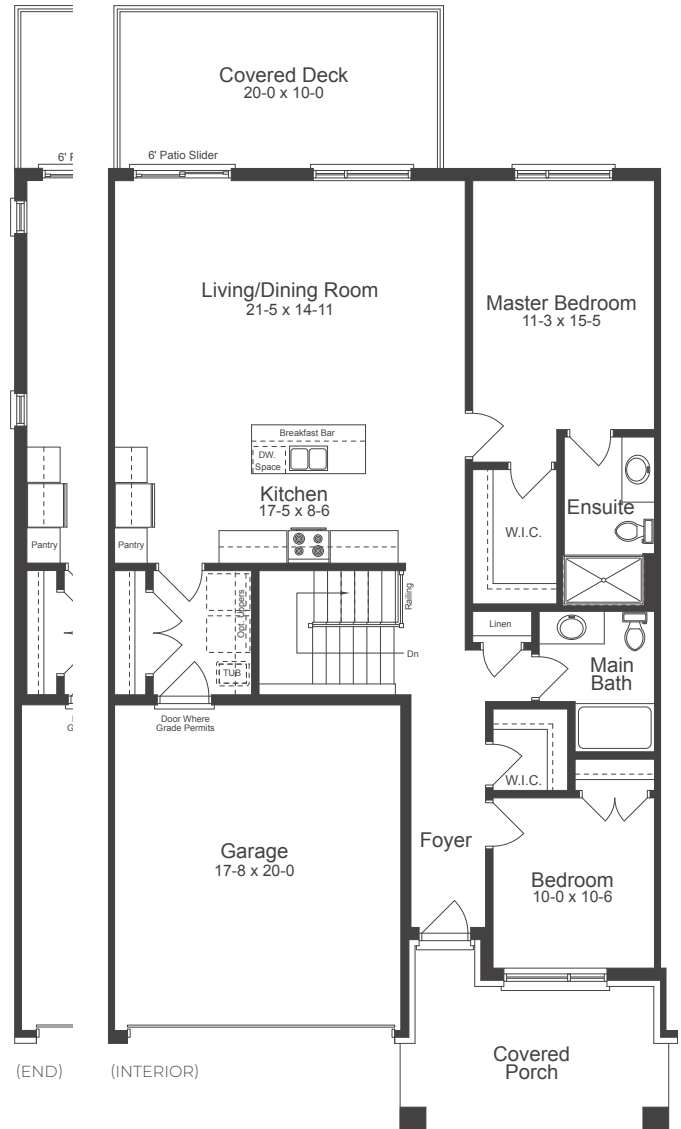 Covered Deck
20-0 x 10-0
6' Patio Slider
Living/Dining Room
21-5 x 14-11
Master Bedroom
11-3 x 15-5
Breakfast Bar
DW.
Space
Kitchen
17-5 x 8-6
Ensuite
W.I.C.
Pantry
Pantry
Opt. Uppers
Railing
TUB
Dn
Linen
Main
Bath
Door Where
Grade Permits
W.I.C.
Foyer
Garage
17-8 x 20-0
Bedroom
10-0 x 10-6
Covered
Porch
(END)
(INTERIOR)